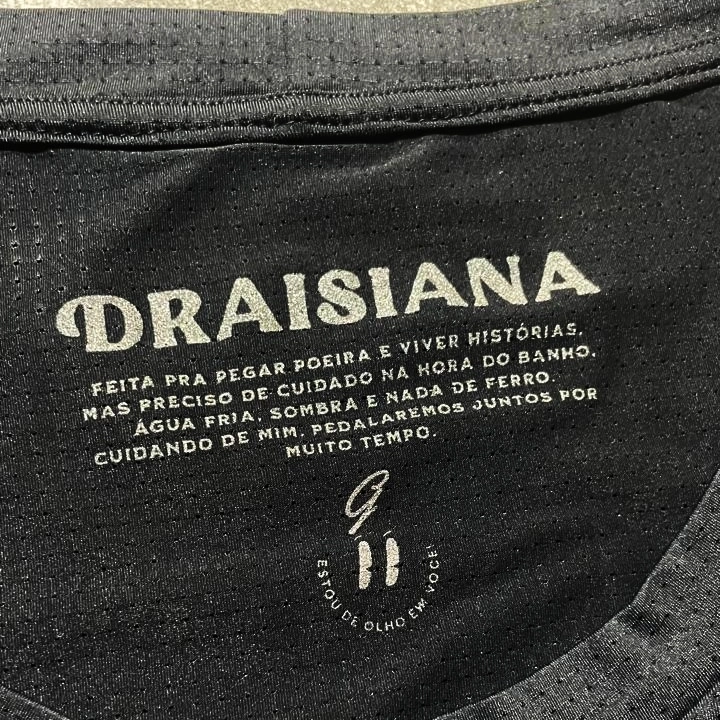 DRAISIANA
FEITA PRA PEGAR POEIRA E VIVER HISTÓRIAS,
MAS PRECISO DE CUIDADO NA HORA DO BANHO.
ÁGUA FRIA, SOMBRA E NADA DE FERRO.
CUIDANDO DE MIM, PEDALAREMOS JUNTOS POR
MUITO TEMPO.
ESTOU DE OLHO EM VOCÊ!